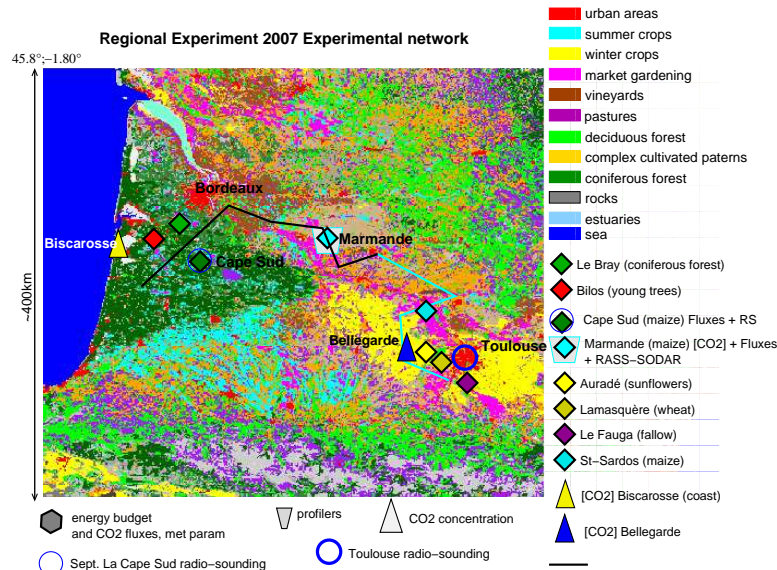 Regional Experiment 2007 Experimental network
45.8°;−1.80°
~400km
Bordeaux
Biscarosse
Marmande
Cape Sud
Bellegarde
Toulouse
urban areas
summer crops
winter crops
market gardening
vineyards
pastures
deciduous forest
complex cultivated paterns
coniferous forest
rocks
estuaries
sea
Le Bray (coniferous forest)
Bilos (young trees)
Cape Sud (maize) Fluxes + RS
Marmande (maize) [CO2] + Fluxes
+ RASS−SODAR
Auradé (sunflowers)
Lamasquère (wheat)
Le Fauga (fallow)
St−Sardos (maize)
[CO2] Biscarosse (coast)
[CO2] Bellegarde
energy budget
and CO2 fluxes, met param
profilers
CO2 concentration
Sept. La Cape Sud radio−sounding
Toulouse radio−sounding